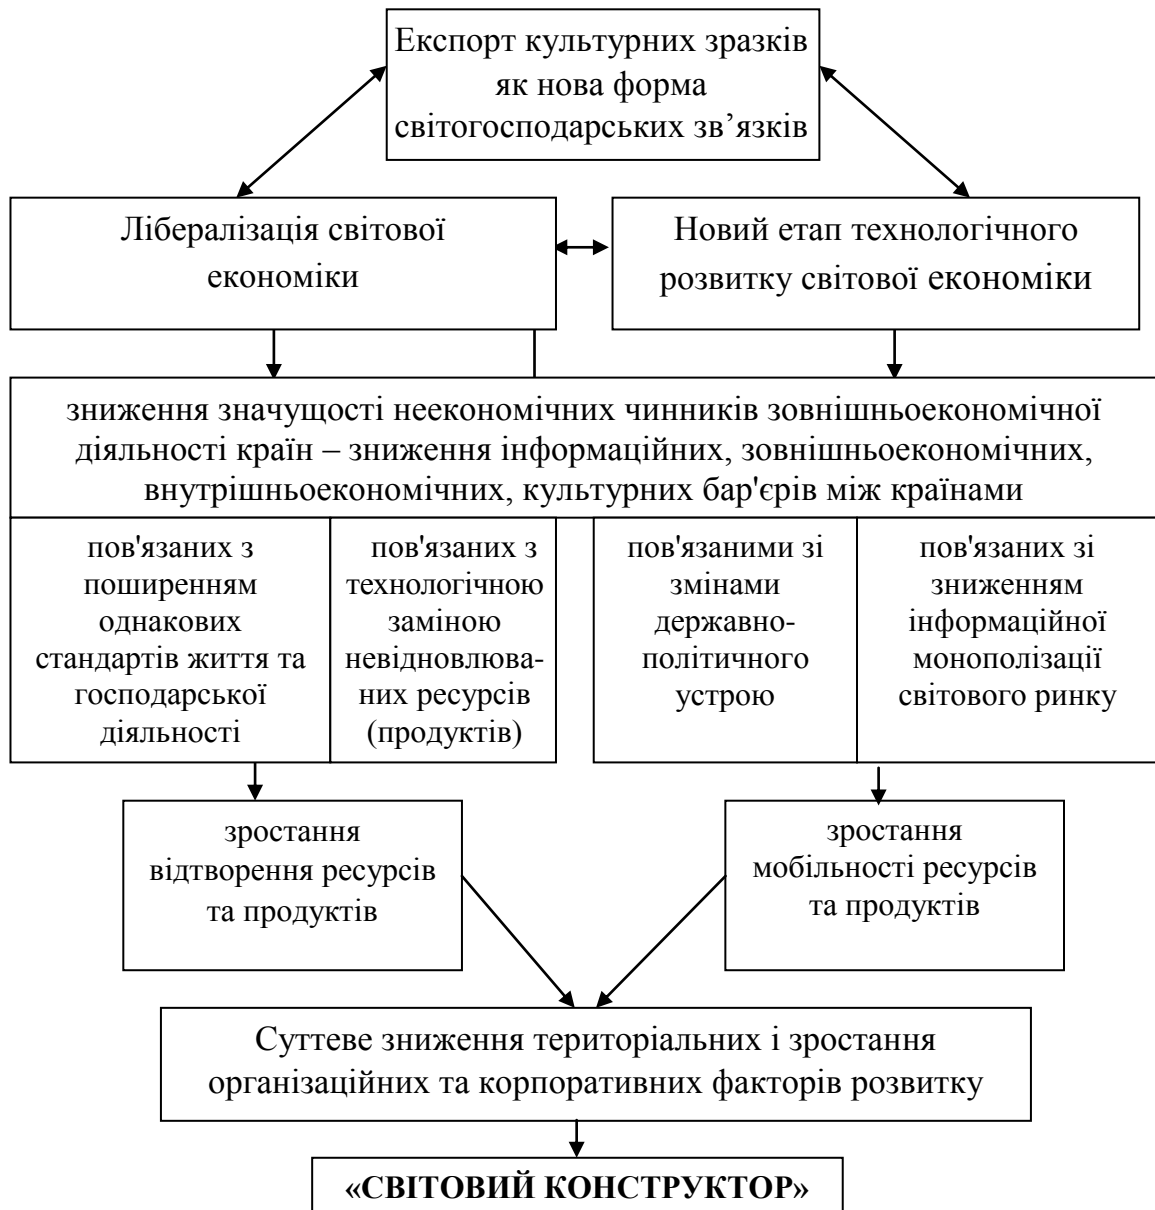 Експорт культурних зразків
як нова форма
світогосподарських зв’язків
Лібералізація світової
економіки
Новий етап технологічного
розвитку світової економіки
зниження значущості неекономічних чинників зовнішньоекономічної
діяльності країн – зниження інформаційних, зовнішньоекономічних,
внутрішньоекономічних, культурних бар'єрів між країнами
пов'язаних з
поширенням
однакових
стандартів життя та
господарської
діяльності
пов'язаних з
технологічною
заміною
невідновлюва-
них ресурсів
(продуктів)
пов'язаними зі
змінами
державно-
політичного
устрою
пов'язаних зі
зниженням
інформаційної
монополізації
світового ринку
зростання
відтворення ресурсів
та продуктів
зростання
мобільності ресурсів
та продуктів
Суттеве зниження територіальних і зростання
організаційних та корпоративних факторів розвитку
«СВІТОВИЙ КОНСТРУКТОР»